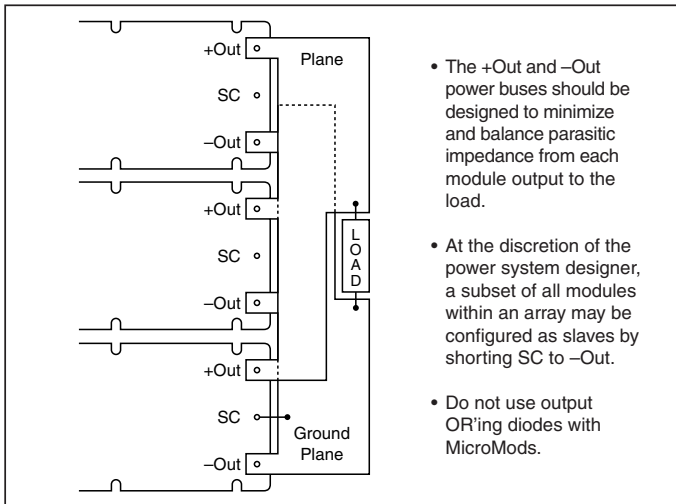 +Out
Plane
SC
–Out
+Out
SC
–Out
LOAD
+Out
SC
Ground
Plane
–Out
• The +Out and –Out
power buses should be
designed to minimize
and balance parasitic
impedance from each
module output to the
load.
• At the discretion of the
power system designer,
a subset of all modules
within an array may be
configured as slaves by
shorting SC to –Out.
• Do not use output
OR'ing diodes with
MicroMods.